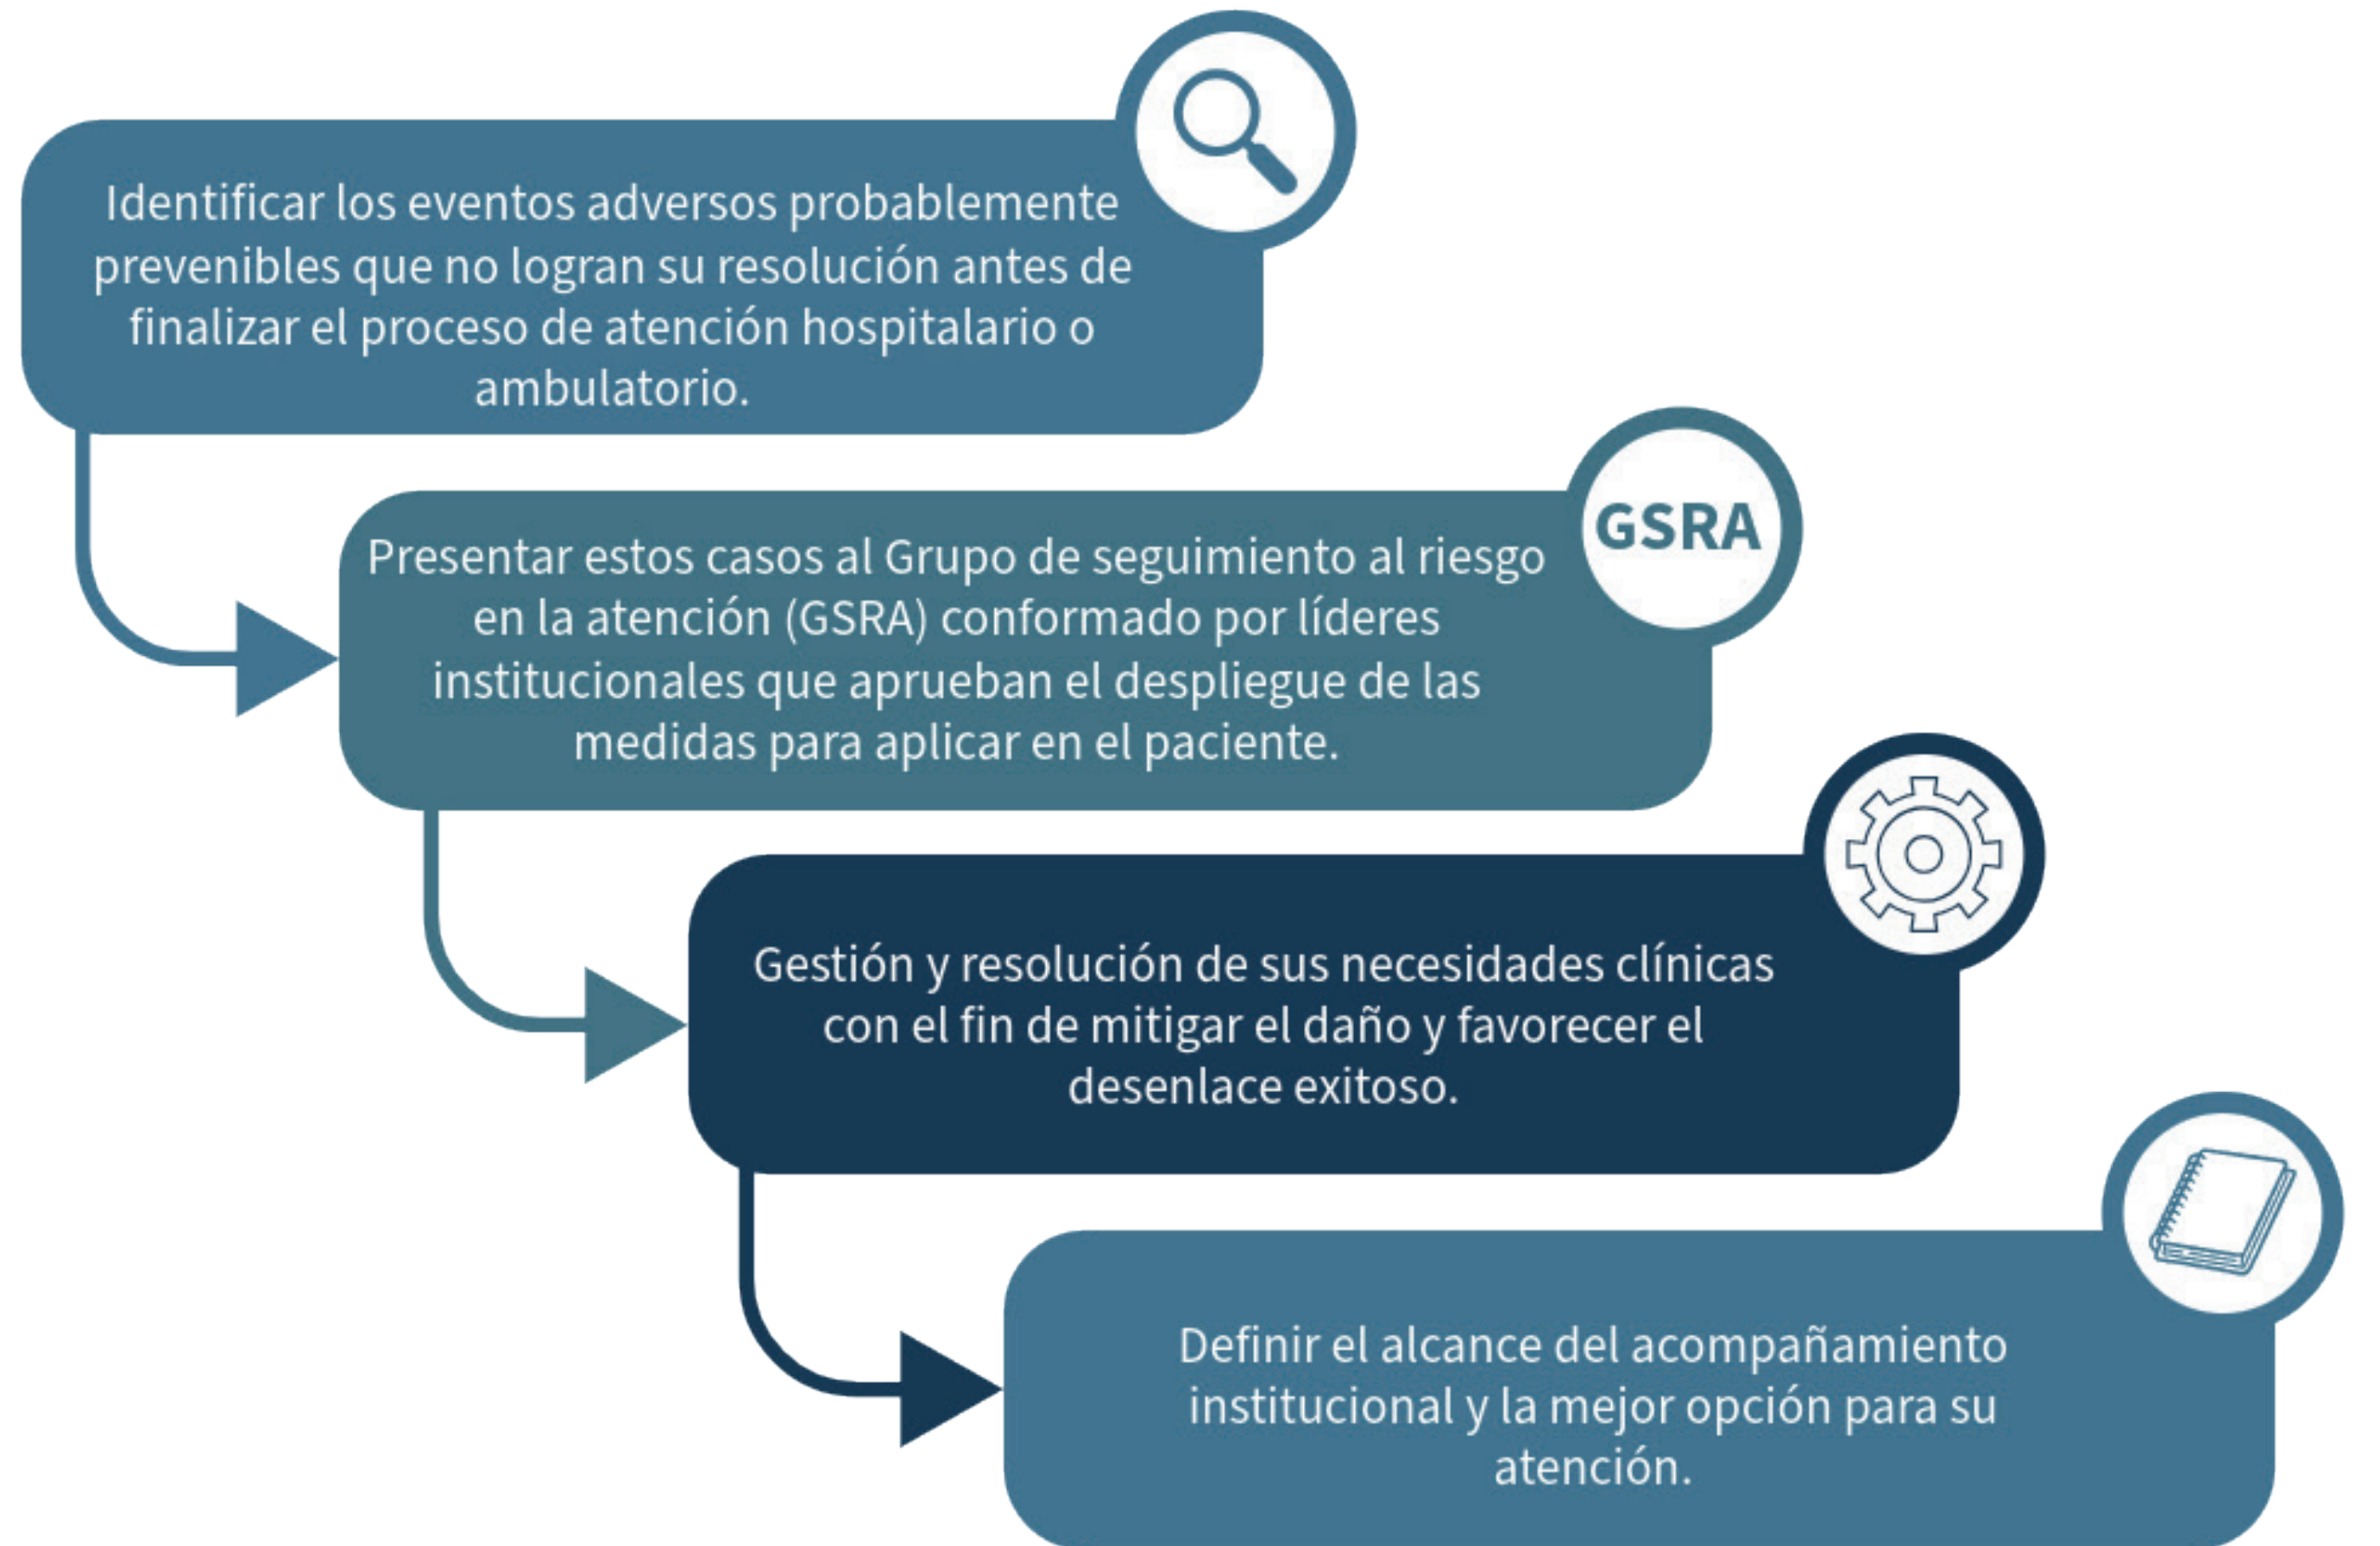 Identificar los eventos adversos probablemente
prevenibles que no logran su resolución antes de
finalizar el proceso de atención hospitalario o
ambulatorio.
GSRA
Presentar estos casos al Grupo de seguimiento al riesgo
en la atención (GSRA) conformado por líderes
institucionales que aprueban el despliegue de las
medidas para aplicar en el paciente.
Gestión y resolución de sus necesidades clínicas
con el fin de mitigar el daño y favorecer el
desenlace exitoso.
Definir el alcance del acompañamiento
institucional y la mejor opción para su
atención.